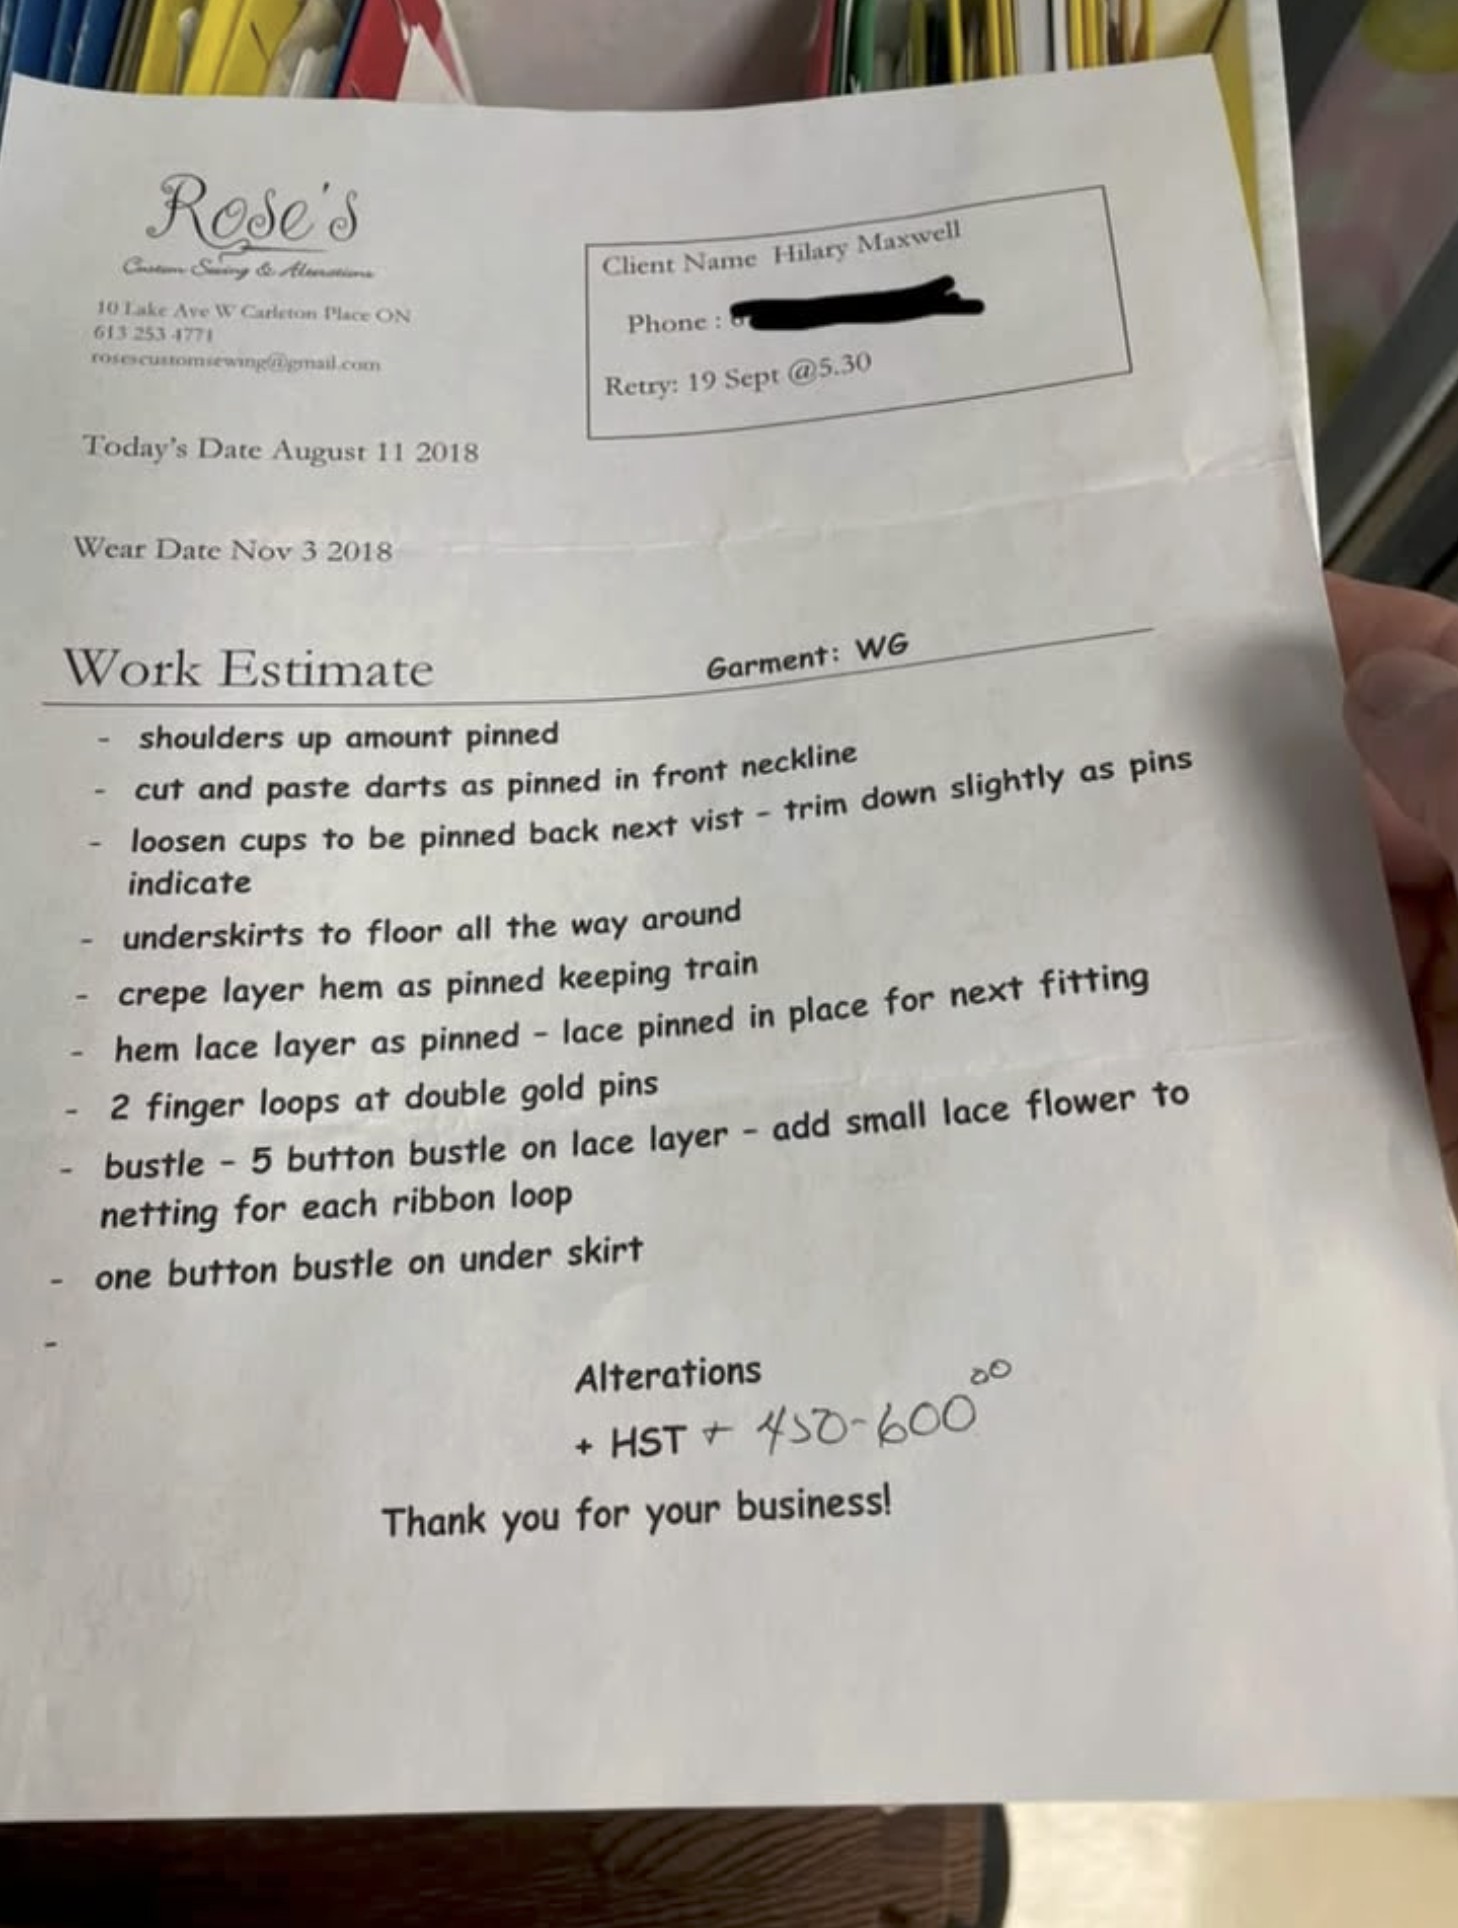 Rose's
Custom Sewing & Alterations
10 Lake Ave W Carleton Place ON
613 253 4771
rosescustomsewing@gmail.com
Client Name Hilary Maxwell
Phone :
Retry: 19 Sept @5.30
Today's Date August 11 2018
Wear Date Nov 3 2018
Work Estimate
Garment: WG
- shoulders up amount pinned
- cut and paste darts as pinned in front neckline
- loosen cups to be pinned back next vist - trim down slightly as pins
indicate
- underskirts to floor all the way around
- crepe layer hem as pinned keeping train
- hem lace layer as pinned - lace pinned in place for next fitting
- 2 finger loops at double gold pins
- bustle - 5 button bustle on lace layer - add small lace flower to
netting for each ribbon loop
- one button bustle on under skirt
-
Alterations
+ HST + 450-600 00
Thank you for your business!